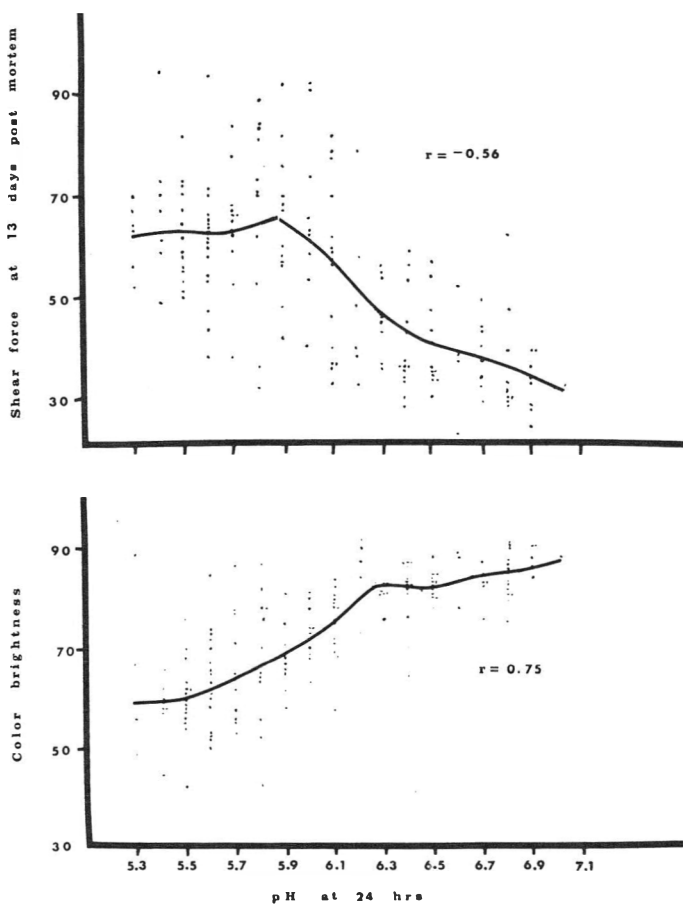 Shear force at 13 days post mortem
90
70
50
30
r = -0.56
Color brightness
90
70
50
30
r = 0.75
5.3 5.5 5.7 5.9 6.1 6.3 6.5 6.7 6.9 7.1
pH at 24 hrs